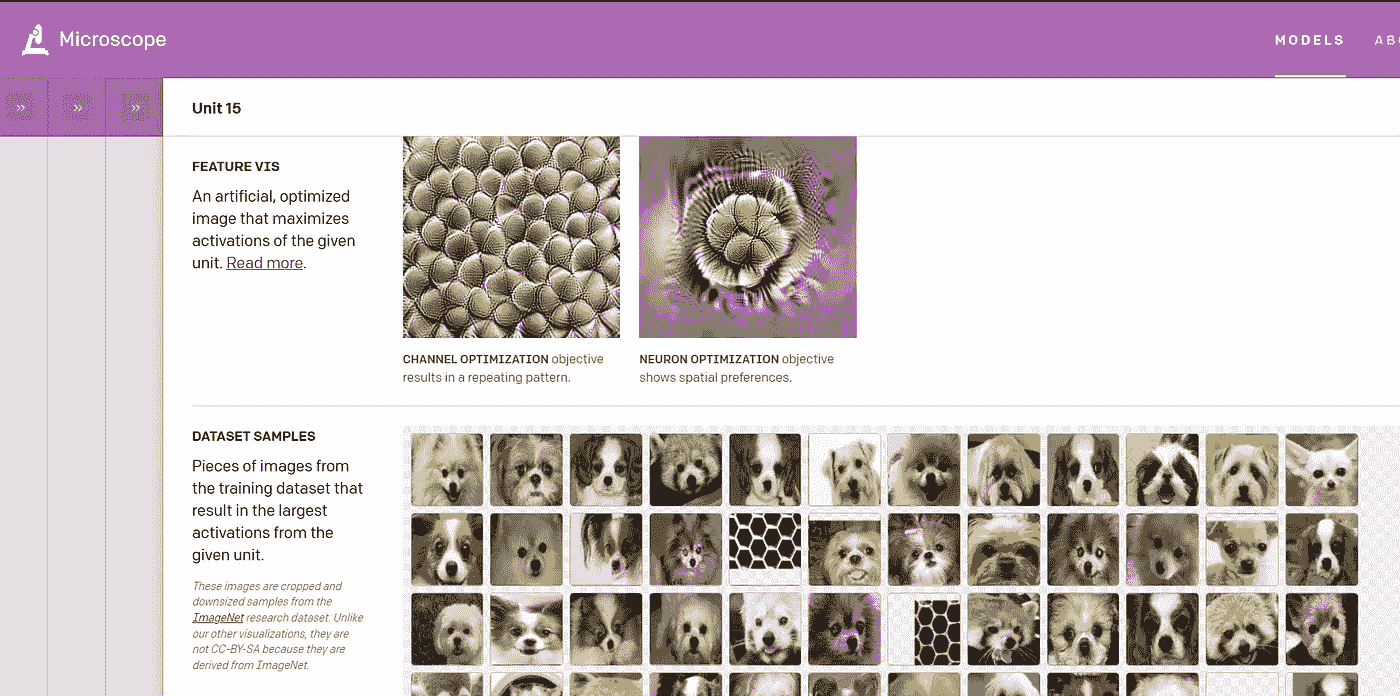 Microscope
MODELS
AB
»
»
»
Unit 15
FEATURE VIS
An artificial, optimized
image that maximizes
activations of the given
unit. Read more.
CHANNEL OPTIMIZATION objective
results in a repeating pattern.
NEURON OPTIMIZATION objective
shows spatial preferences.
DATASET SAMPLES
Pieces of images from
the training dataset that
result in the largest
activations from the
given unit.
These images are cropped and
downsized samples from the
ImageNet research dataset. Unlike
our other visualizations, they are
not CC-BY-SA because they are
derived from ImageNet.